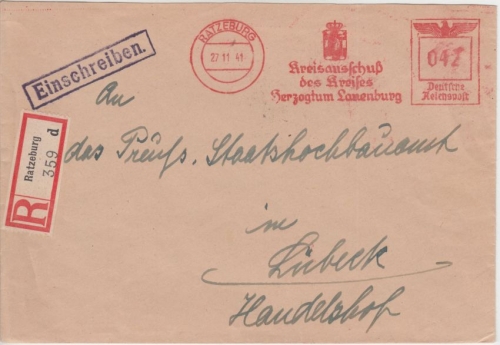 RATZEBURG
27.11.41
Kreisausschuß
des Kreises
Herzogtum Lauenburg
042
Deutsche
Reichspost
Einschreiben.
An
das Preuß. Staatshochbauamt
in
Lübeck
Handelshof
R
Ratzeburg
359 d